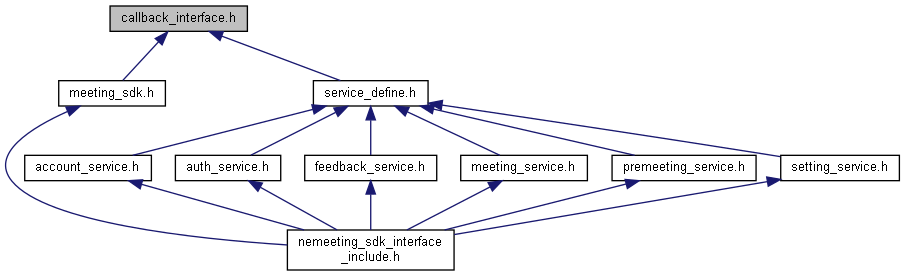 callback_interface.h
meeting_sdk.h
service_define.h
account_service.h
auth_service.h
feedback_service.h
meeting_service.h
premeeting_service.h
setting_service.h
nemeeting_sdk_interface
_include.h